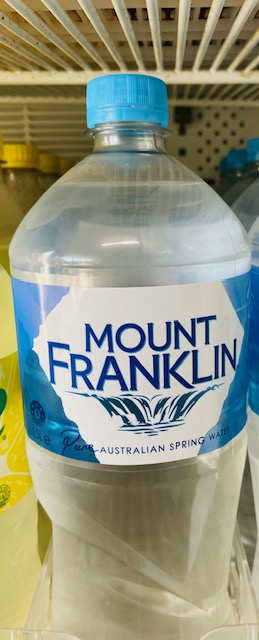 MOUNT
FRANKLIN
Pure AUSTRALIAN SPRING WATER